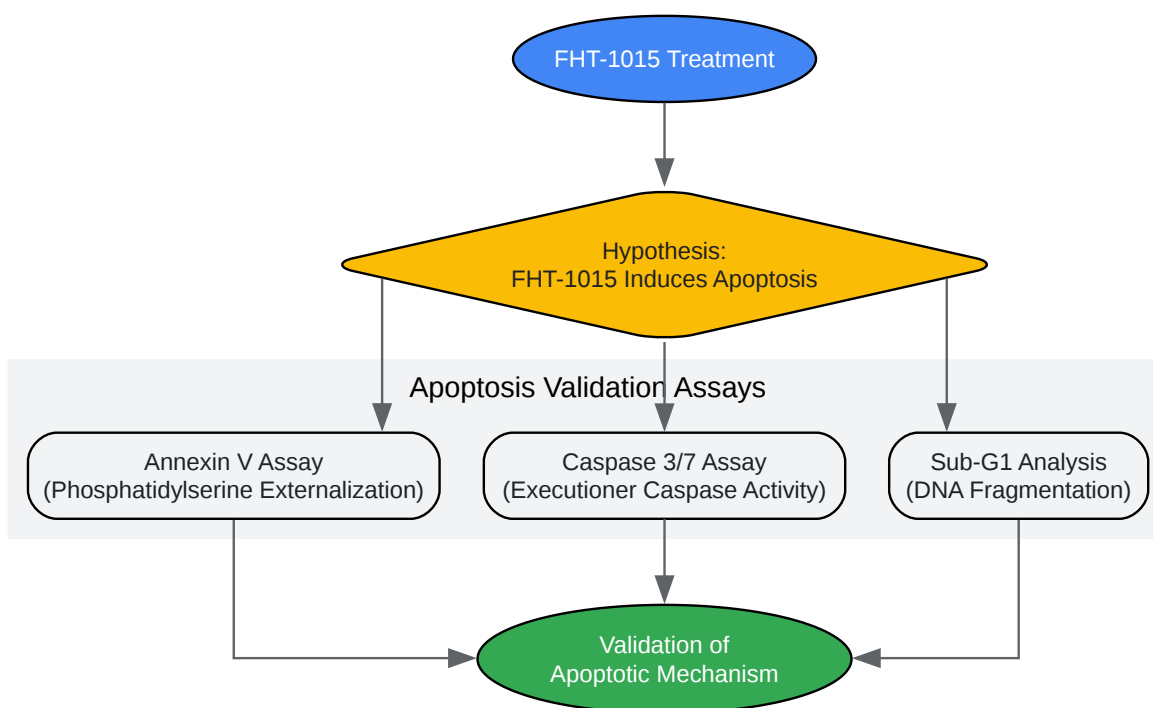 FHT-1015 Treatment
Hypothesis:
FHT-1015 Induces Apoptosis
Apoptosis Validation Assays
Annexin V Assay
(Phosphatidylserine Externalization)
Caspase 3/7 Assay
(Executioner Caspase Activity)
Sub-G1 Analysis
(DNA Fragmentation)
Validation of
Apoptotic Mechanism